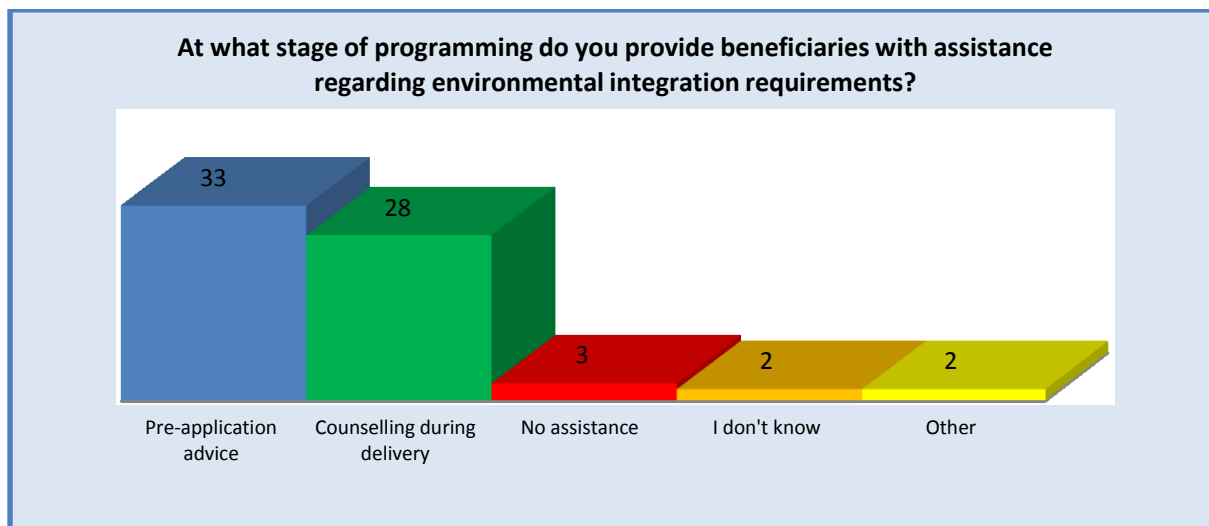 At what stage of programming do you provide beneficiaries with assistance
regarding environmental integration requirements?
33
28
3
2
2
Pre-application
advice
Counselling during
delivery
No assistance
I don't know
Other